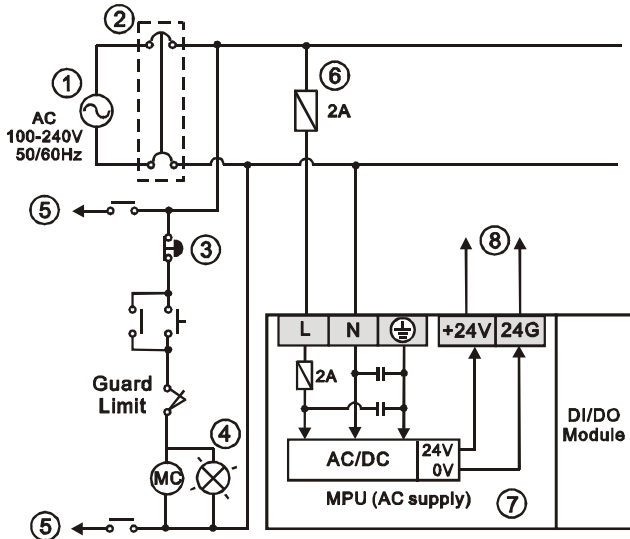 ②
①
AC
100-240V
50/60Hz
⑥
2A
⑤
③
⑧
L N +24V 24G
2A
Guard
Limit
④
MC
AC/DC
24V
0V
MPU (AC supply)
⑦
DI/DO
Module
⑤